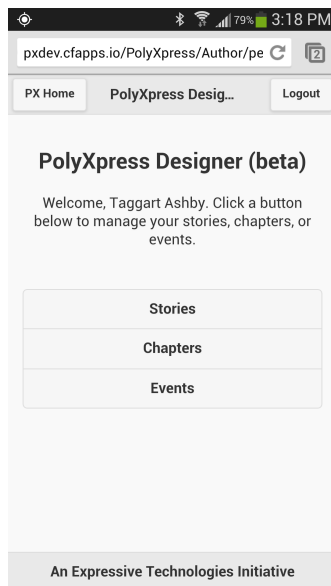 79% 3:18 PM
pxdev.cfapps.io/PolyXpress/Author/pe 2
PX Home PolyXpress Desig... Logout
PolyXpress Designer (beta)
Welcome, Taggart Ashby. Click a button
below to manage your stories, chapters, or
events.
Stories
Chapters
Events
An Expressive Technologies Initiative